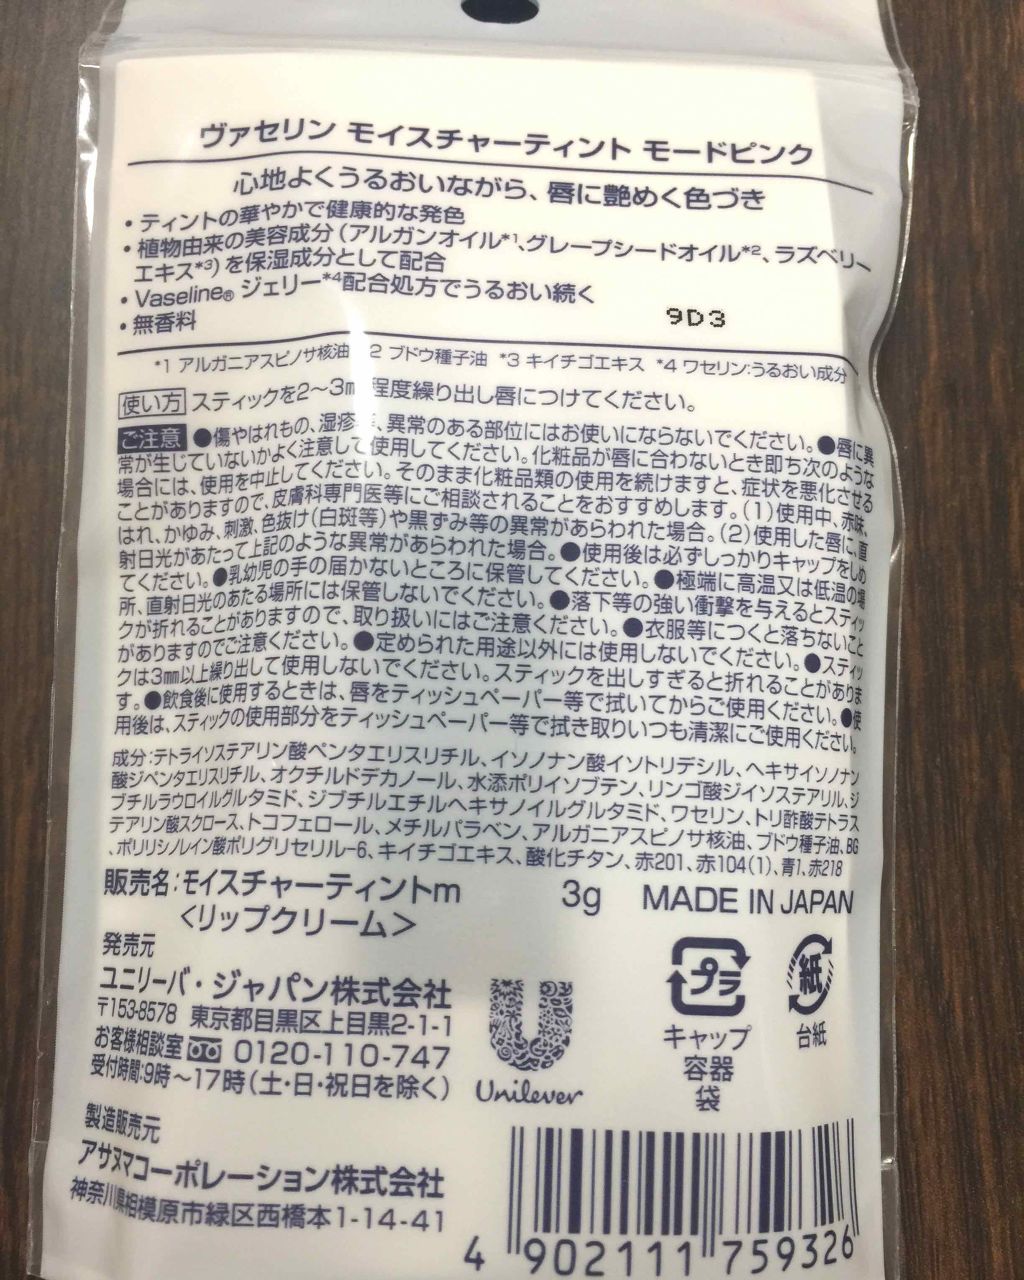 ヴァセリン モイスチャーティント モードピンク
心地よくうるおいながら、唇に艶めく色づき
・ティントの華やかで健康的な発色
・植物由来の美容成分(アルガンオイル*1、グレープシードオイル*2、ラズベリー
エキス*3)を保湿成分として配合
・Vaseline® ジェリー*4配合処方でうるおい続く
・無香料
9D3
*1 アルガニアスピノサ核油 2 ブドウ種子油 *3 キイチゴエキス *4 ワセリン:うるおい成分
使い方 スティックを2～3㎜程度繰り出し唇につけてください。
ご注意 ●傷やはれもの、湿疹等、異常のある部位にはお使いにならないでください。●唇に異
常が生じていないかよく注意して使用してください。化粧品が唇に合わないとき即ち次のような
場合には、使用を中止してください。そのまま化粧品類の使用を続けますと、症状を悪化させる
ことがありますので、皮膚科専門医等にご相談されることをおすすめします。(1)使用中、赤味、
はれ、かゆみ、刺激、色抜け(白斑等)や黒ずみ等の異常があらわれた場合。(2)使用した唇に、直
射日光があたって上記のような異常があらわれた場合。●使用後は必ずしっかりキャップをしめ
てください。●乳幼児の手の届かないところに保管してください。●極端に高温又は低温の場
所、直射日光のあたる場所には保管しないでください。●落下等の強い衝撃を与えるとスティッ
クが折れることがありますので、取り扱いにはご注意ください。●衣服等につくと落ちないこと
がありますのでご注意ください。●定められた用途以外には使用しないでください。●スティッ
クは3㎜以上繰り出して使用しないでください。スティックを出しすぎると折れることがありま
す。●飲食後に使用するときは、唇をティッシュペーパー等で拭いてからご使用ください。●使
用後は、スティックの使用部分をティッシュペーパー等で拭き取りいつも清潔にご使用ください。
成分:テトライソステアリン酸ペンタエリスリチル、イソノナン酸イソトリデシル、ヘキサイソノナン
酸ジペンタエリスリチル、オクチルドデカノール、水添ポリイソブテン、リンゴ酸ジイソステアリル、ジ
ブチルラウロイルグルタミド、ジブチルエチルヘキサノイルグルタミド、ワセリン、トリ酢酸テトラス
テアリン酸スクロース、トコフェロール、メチルパラベン、アルガニアスピノサ核油、ブドウ種子油、BG
、ポリリシノレイン酸ポリグリセリル-6、キイチゴエキス、酸化チタン、赤201、赤104(1)、青1、赤218
販売名:モイスチャーティントm 3g MADE IN JAPAN
<リップクリーム>
発売元
ユニリーバ・ジャパン株式会社
〒153-8578 東京都目黒区上目黒2-1-1
お客様相談室 0120-110-747
受付時間:9時～17時(土・日・祝日を除く)
Unilever
プラ
キャップ
容器
袋
紙
台紙
製造販売元
アサヌマコーポレーション株式会社
神奈川県相模原市緑区西橋本1-14-41
4 902111 759326